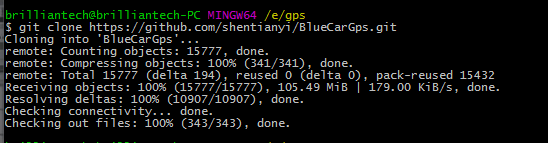 brilliantech@brilliantech-PC MINGW64 /e/gps
$ git clone https://github.com/shentianyi/BlueCarGps.git
Cloning into 'BlueCarGps'...
remote: Counting objects: 15777, done.
remote: Compressing objects: 100% (341/341), done.
remote: Total 15777 (delta 194), reused 0 (delta 0), pack-reused 15432
Receiving objects: 100% (15777/15777), 105.49 MiB | 179.00 KiB/s, done.
Resolving deltas: 100% (10907/10907), done.
Checking connectivity... done.
Checking out files: 100% (343/343), done.